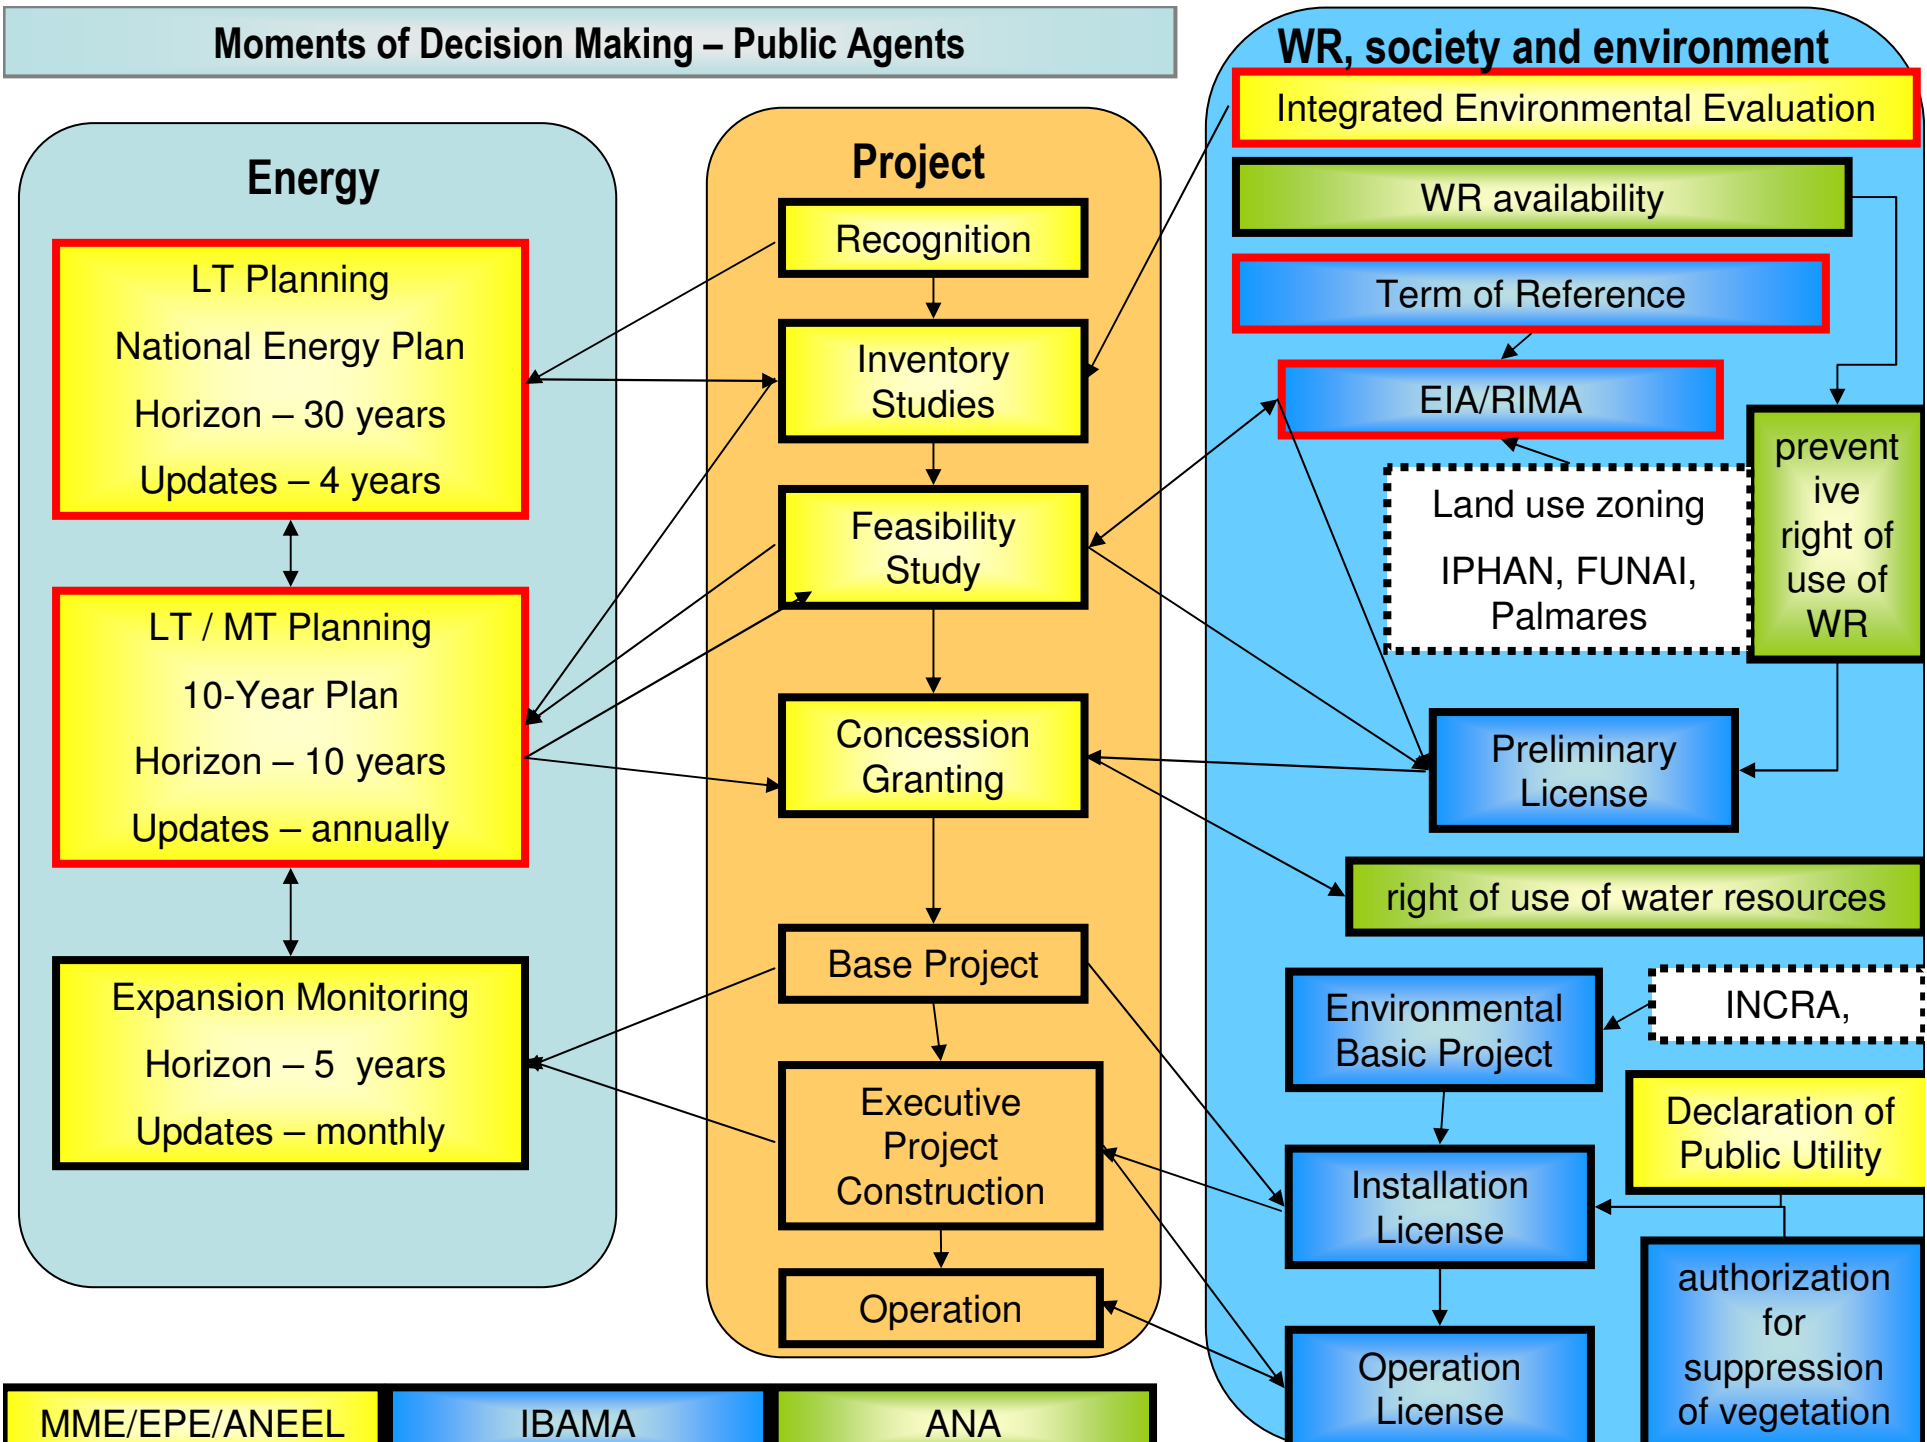 Moments of Decision Making – Public Agents
Energy
LT Planning
National Energy Plan
Horizon – 30 years
Updates – 4 years
LT / MT Planning
10-Year Plan
Horizon – 10 years
Updates – annually
Expansion Monitoring
Horizon – 5 years
Updates – monthly
Project
Recognition
Inventory
Studies
Feasibility
Study
Concession
Granting
Base Project
Executive
Project
Construction
Operation
WR, society and environment
Integrated Environmental Evaluation
WR availability
Term of Reference
EIA/RIMA
Land use zoning
IPHAN, FUNAI,
Palmares
prevent
ive
right of
use of
WR
Preliminary
License
right of use of water resources
Environmental
Basic Project
INCRA,
Declaration of
Public Utility
Installation
License
authorization
for
suppression
of vegetation
Operation
License
MME/EPE/ANEEL
IBAMA
ANA